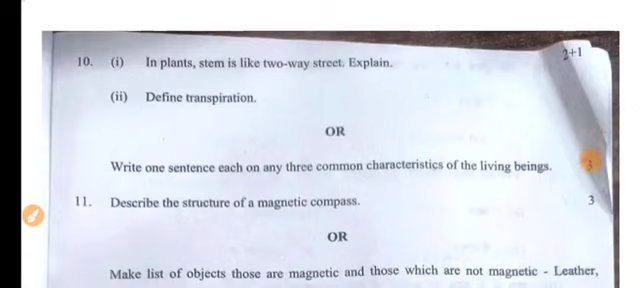 2+1
10. (i) In plants, stem is like two-way street. Explain.
(ii) Define transpiration.
OR
Write one sentence each on any three common characteristics of the living beings. 3
11. Describe the structure of a magnetic compass. 3
OR
Make list of objects those are magnetic and those which are not magnetic - Leather,